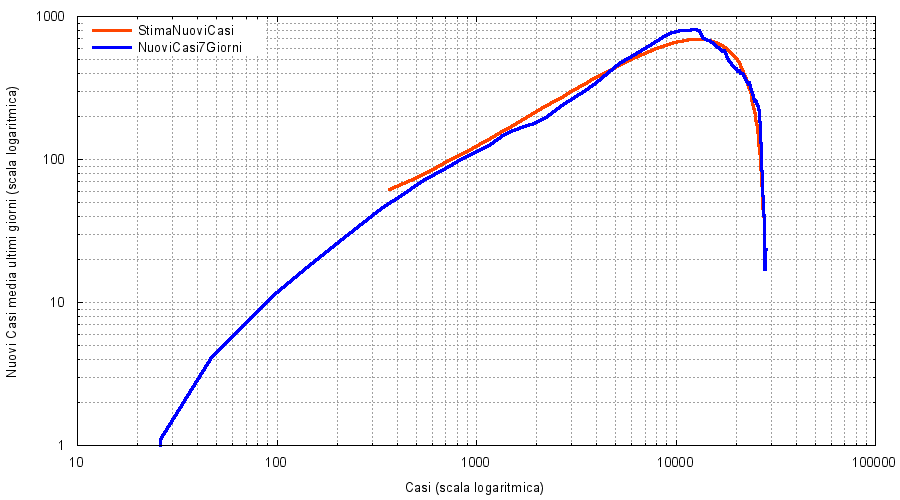 1000
StimaNuoviCasi
NuoviCasi7Giorni
100
10
1
10
100
1000
10000
100000
Nuovi Casi media ultimi giorni (scala logaritmica)
Casi (scala logaritmica)